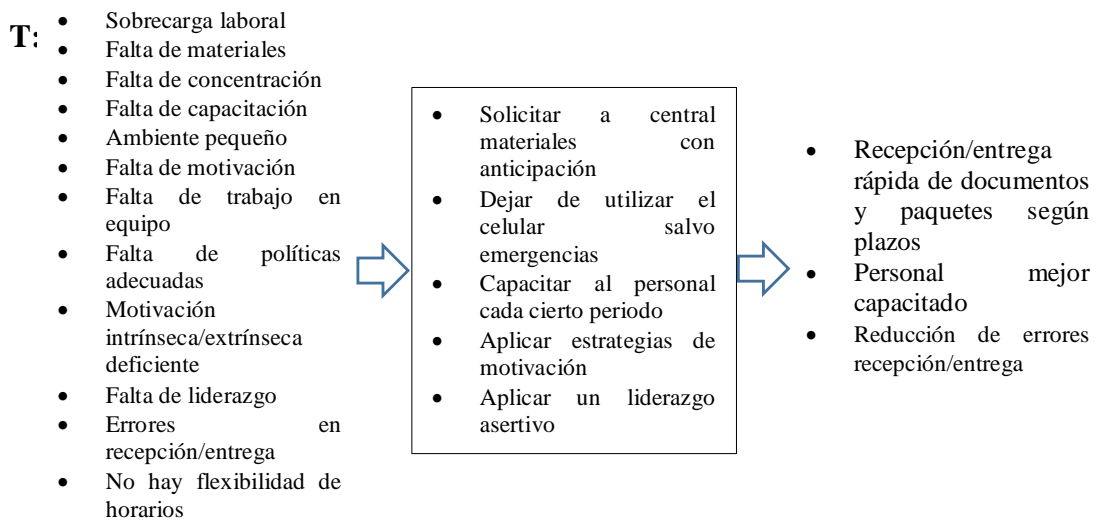 T:
• Sobrecarga laboral
• Falta de materiales
• Falta de concentración
• Falta de capacitación
• Ambiente pequeño
• Falta de motivación
• Falta de trabajo en
equipo
• Falta de políticas
adecuadas
• Motivación
intrínseca/extrínseca
deficiente
• Falta de liderazgo
• Errores en
recepción/entrega
• No hay flexibilidad de
horarios
• Solicitar a central
materiales con
anticipación
• Dejar de utilizar el
celular salvo
emergencias
• Capacitar al personal
cada cierto periodo
• Aplicar estrategias de
motivación
• Aplicar un liderazgo
asertivo
• Recepción/entrega
rápida de documentos
y paquetes según
plazos
• Personal mejor
capacitado
• Reducción de errores
recepción/entrega